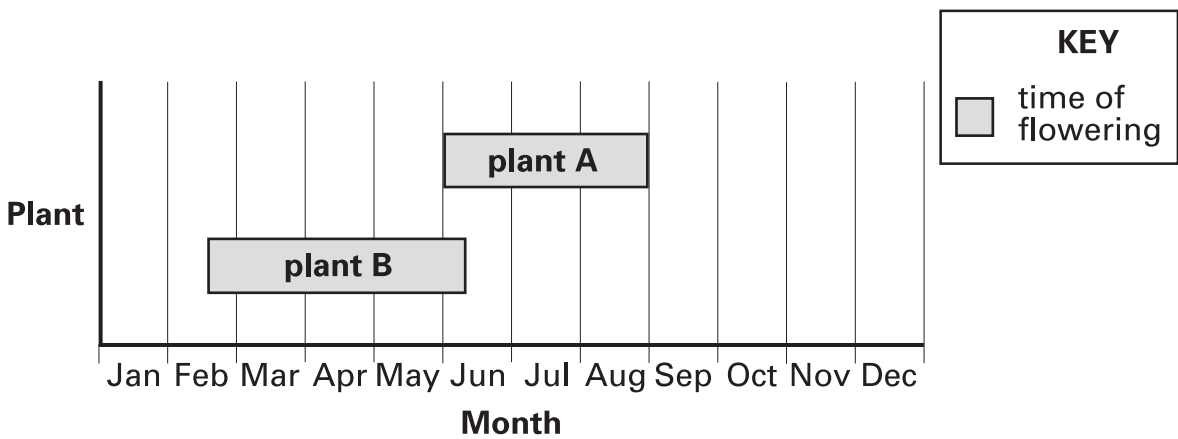 KEY
time of
flowering
plant A
Plant
plant B
Jan Feb Mar Apr May Jun Jul Aug Sep Oct Nov Dec
Month